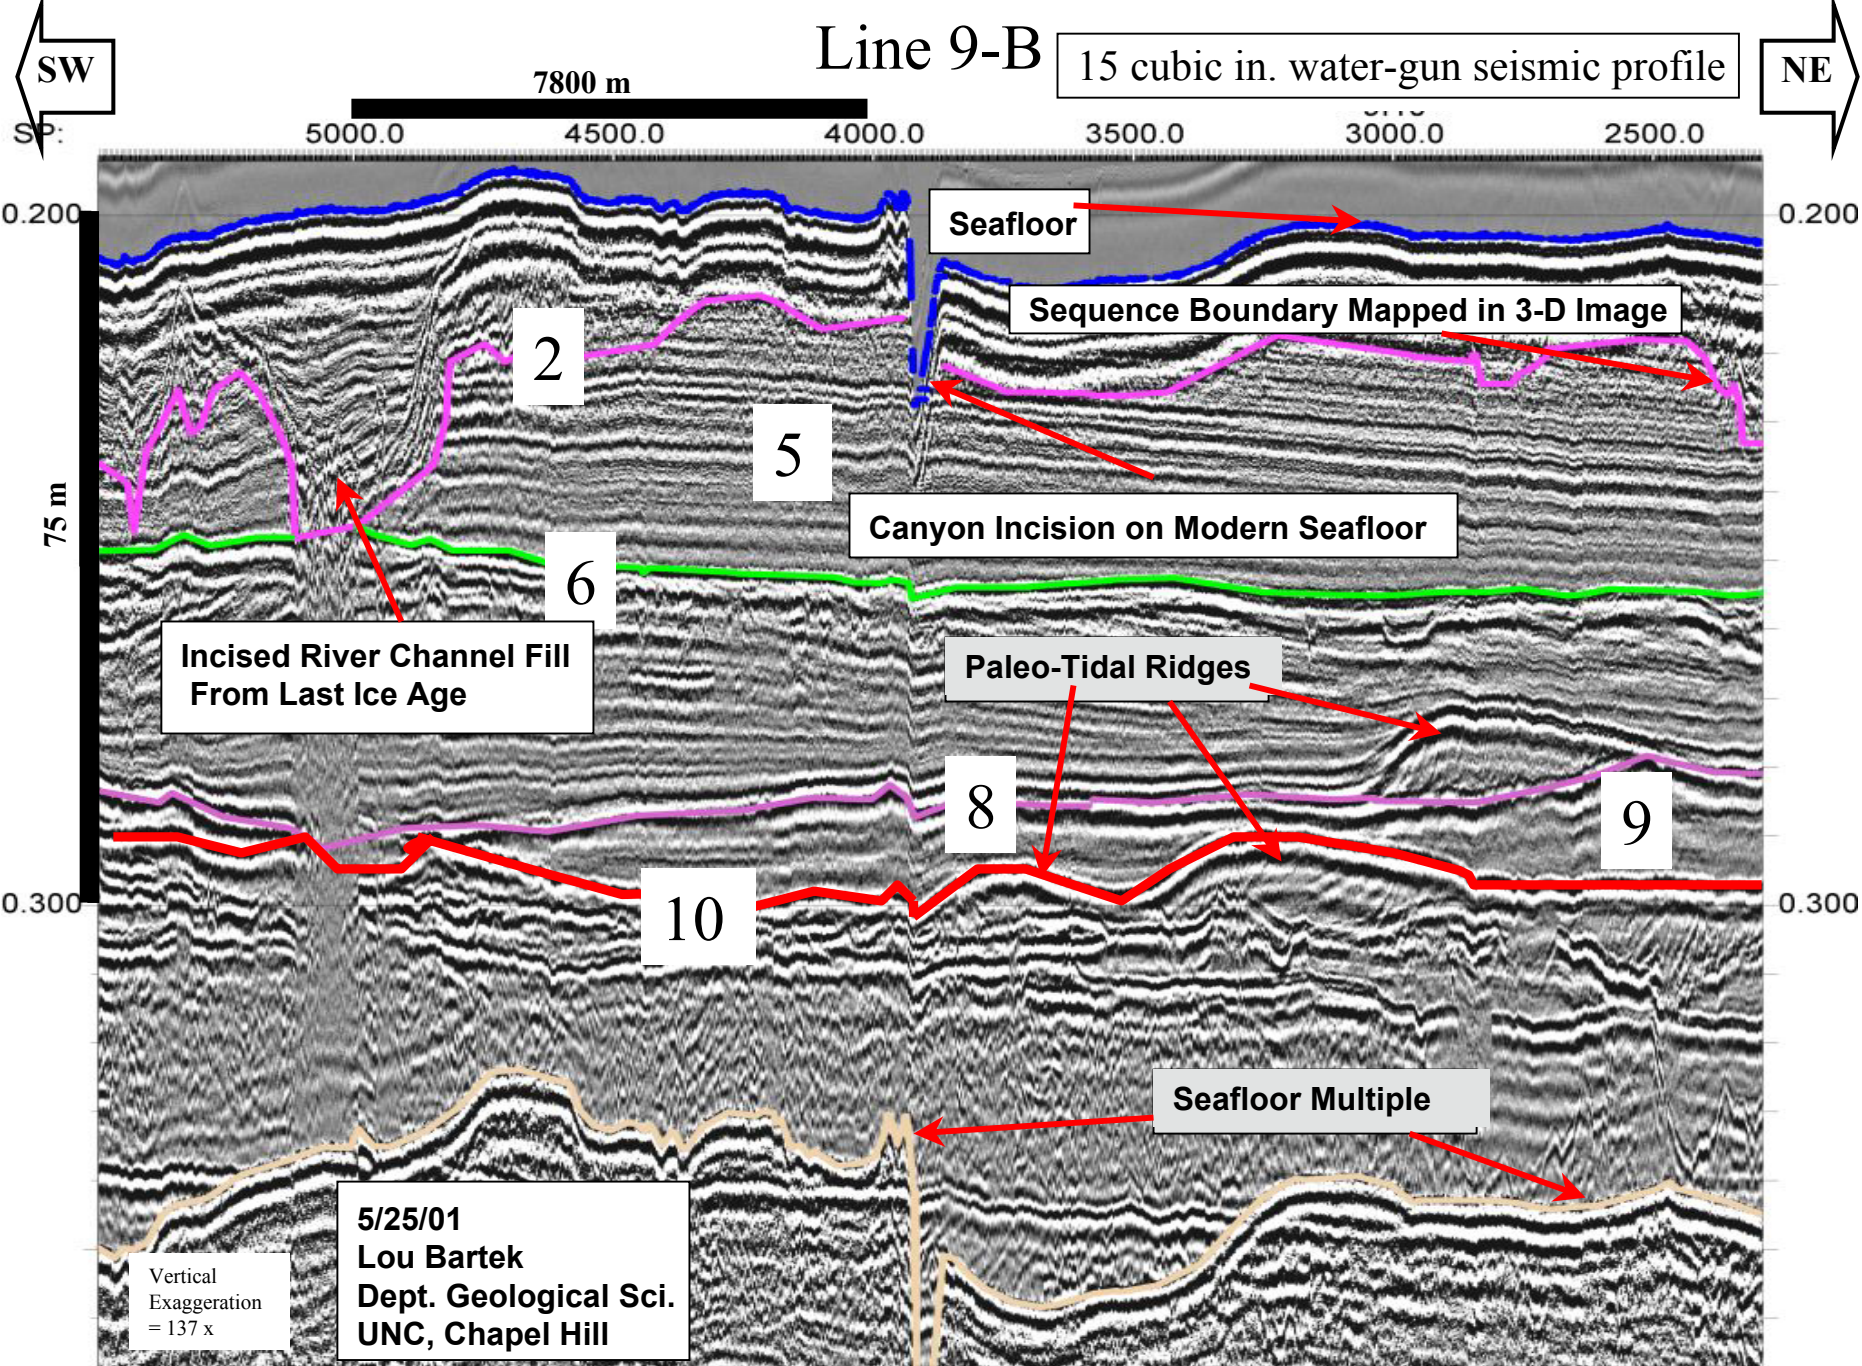 Line 9-B
SW
15 cubic in. water-gun seismic profile
NE
7800 m
SP:
5000.0
4500.0
4000.0
3500.0
3000.0
2500.0
0.200
0.200
Seafloor
Sequence Boundary Mapped in 3-D Image
2
5
75 m
Canyon Incision on Modern Seafloor
6
Incised River Channel Fill
From Last Ice Age
Paleo-Tidal Ridges
8
9
10
0.300
0.300
Seafloor Multiple
5/25/01
Lou Bartek
Dept. Geological Sci.
UNC, Chapel Hill
Vertical
Exaggeration
= 137 x